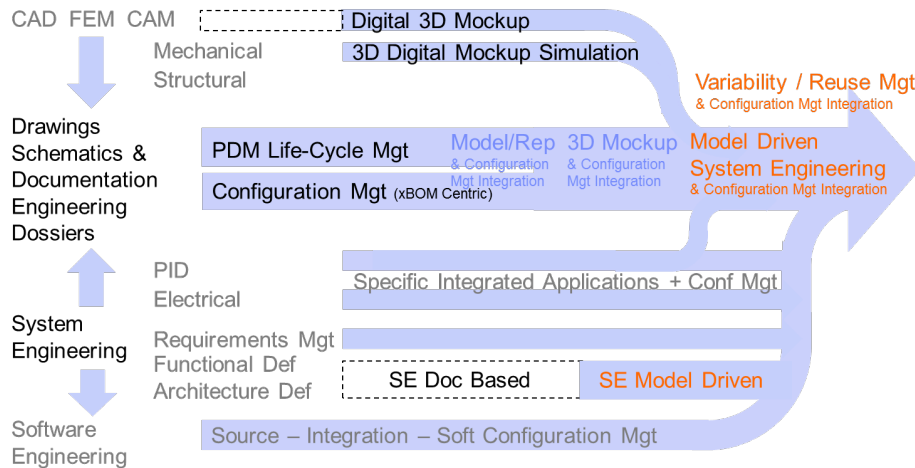 CAD FEM CAM
Digital 3D Mockup
Mechanical
3D Digital Mockup Simulation
Structural
Variability / Reuse Mgt
& Configuration Mgt Integration
Drawings
Schematics &
Documentation
Engineering
Dossiers
PDM Life-Cycle Mgt
Configuration Mgt (xBOM Centric)
Model/Rep
& Configuration
Mgt Integration
3D Mockup
& Configuration
Mgt Integration
Model Driven
System Engineering
& Configuration Mgt Integration
PID
Electrical
Specific Integrated Applications + Conf Mgt
System
Engineering
Requirements Mgt
Functional Def
Architecture Def
SE Doc Based
SE Model Driven
Software
Engineering
Source – Integration – Soft Configuration Mgt